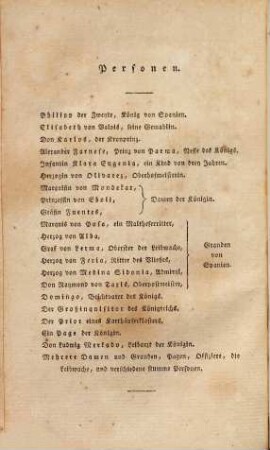 Personen.
Philipp der Zweyte, König von Spanien.
Elisabeth von Valois, seine Gemahlin.
Don Carlos, der Kronprinz.
Alexander Farnese, Prinz von Parma, Neffe des Königs.
Infantin Klara Eugenia, ein Kind von drey Jahren.
Herzogin von Olivarez, Oberhofmeisterin.
Marquisin von Mondekar,
Prinzessin von Eboli,
Gräfin Fuentes,
Damen der Königin.
Marquis von Posa, ein Maltheserritter,
Herzog von Alba,
Graf von Lerma, Oberster der Leibwache,
Herzog von Feria, Ritter des Vließes,
Herzog von Medina Sidonia, Admiral,
Don Raymond von Taxis, Oberpostmeister,
Granden von Spanien.
Domingo, Beichtvater des Königs.
Der Großinquisitor des Königreichs.
Der Prior eines Karthäuserklosters.
Ein Page der Königin.
Don Ludwig Merkado, Leibarzt der Königin.
Mehrere Damen und Granden, Pagen, Offiziere, die
Leibwache, und verschiedene stumme Personen.